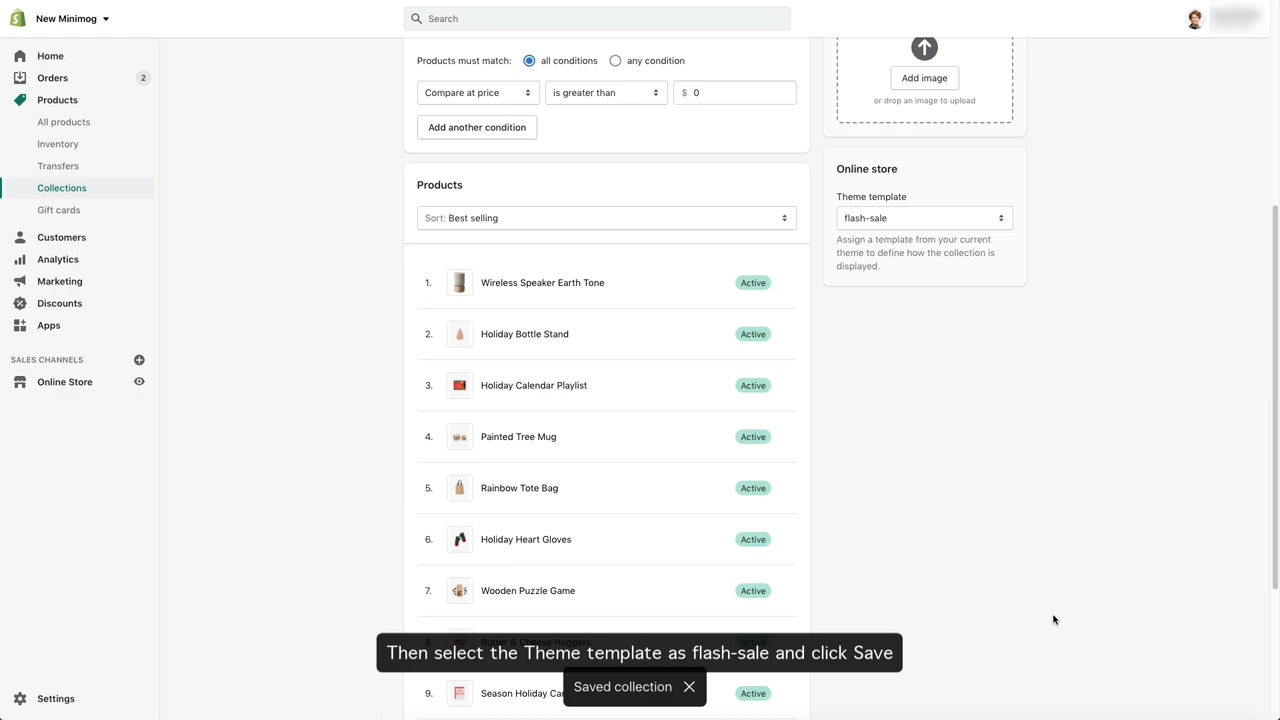 New Minimog
Search
Home
Orders 2
Products
All products
Inventory
Transfers
Collections
Gift cards
Customers
Analytics
Marketing
Discounts
Apps
SALES CHANNELS
Online Store
Settings
Products must match: all conditions any condition
Compare at price is greater than $ 0
Add another condition
Products
Sort: Best selling
1. Wireless Speaker Earth Tone Active
2. Holiday Bottle Stand Active
3. Holiday Calendar Playlist Active
4. Painted Tree Mug Active
5. Rainbow Tote Bag Active
6. Holiday Heart Gloves Active
7. Wooden Puzzle Game Active
8. Butter & Cheese Huggers Active
9. Season Holiday Active
Add image
or drop an image to upload
Online store
Theme template
flash-sale
Assign a template from your current
theme to define how the collection is
displayed.
Then select the Theme template as flash-sale and click Save
Saved collection